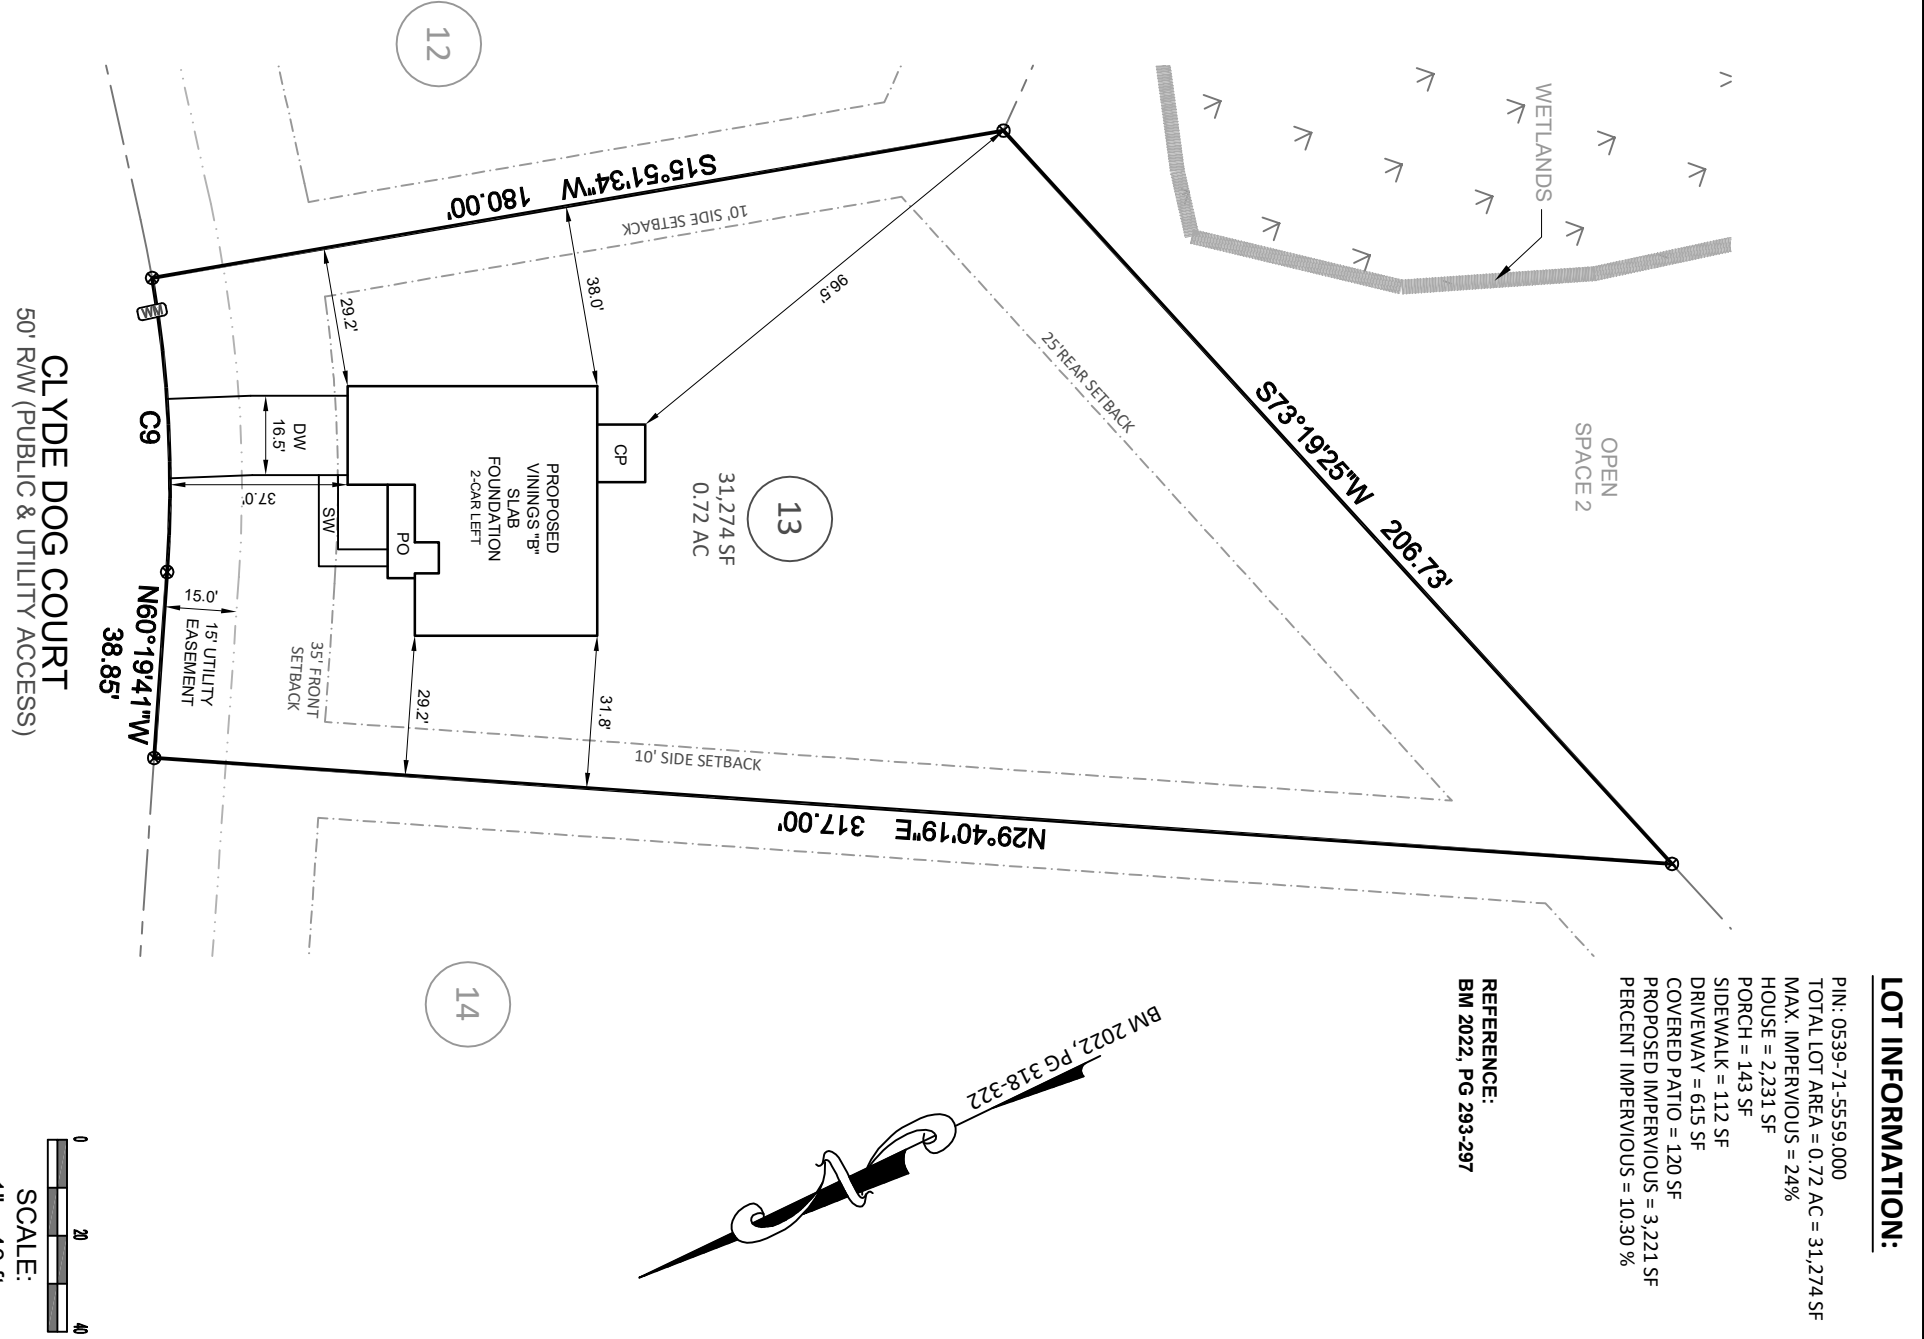 LOT INFORMATION:
PIN: 0539-71-5559.000
TOTAL LOT AREA = 0.72 AC = 31,274 SF
MAX. IMPERVIOUS = 24%
HOUSE = 2,231 SF
PORCH = 143 SF
SIDEWALK = 112 SF
DRIVEWAY = 615 SF
COVERED PATIO = 120 SF
PROPOSED IMPERVIOUS = 3,221 SF
PERCENT IMPERVIOUS = 10.30 %
REFERENCE:
BM 2022, PG 293-297
WETLANDS
OPEN
SPACE 2
S73°19'25"W 206.73'
25'REAR SETBACK
12
S15°51'34"W 180.00'
10' SIDE SETBACK
96.5'
38.0'
29.2'
13
31,274 SF
0.72 AC
CP
PROPOSED
VININGS "B"
SLAB
FOUNDATION
2-CAR LEFT
PO
SW
DW
16.5'
37.0'
WM
C9
31.8'
29.2'
10' SIDE SETBACK
N29°40'19"E 317.00'
35' FRONT
SETBACK
15' UTILITY
EASEMENT
15.0'
N60°19'41"W
38.85'
CLYDE DOG COURT
50' R/W (PUBLIC & UTILITY ACCESS)
14
BM 2022, PG 318-322
N
0 20 40
SCALE: